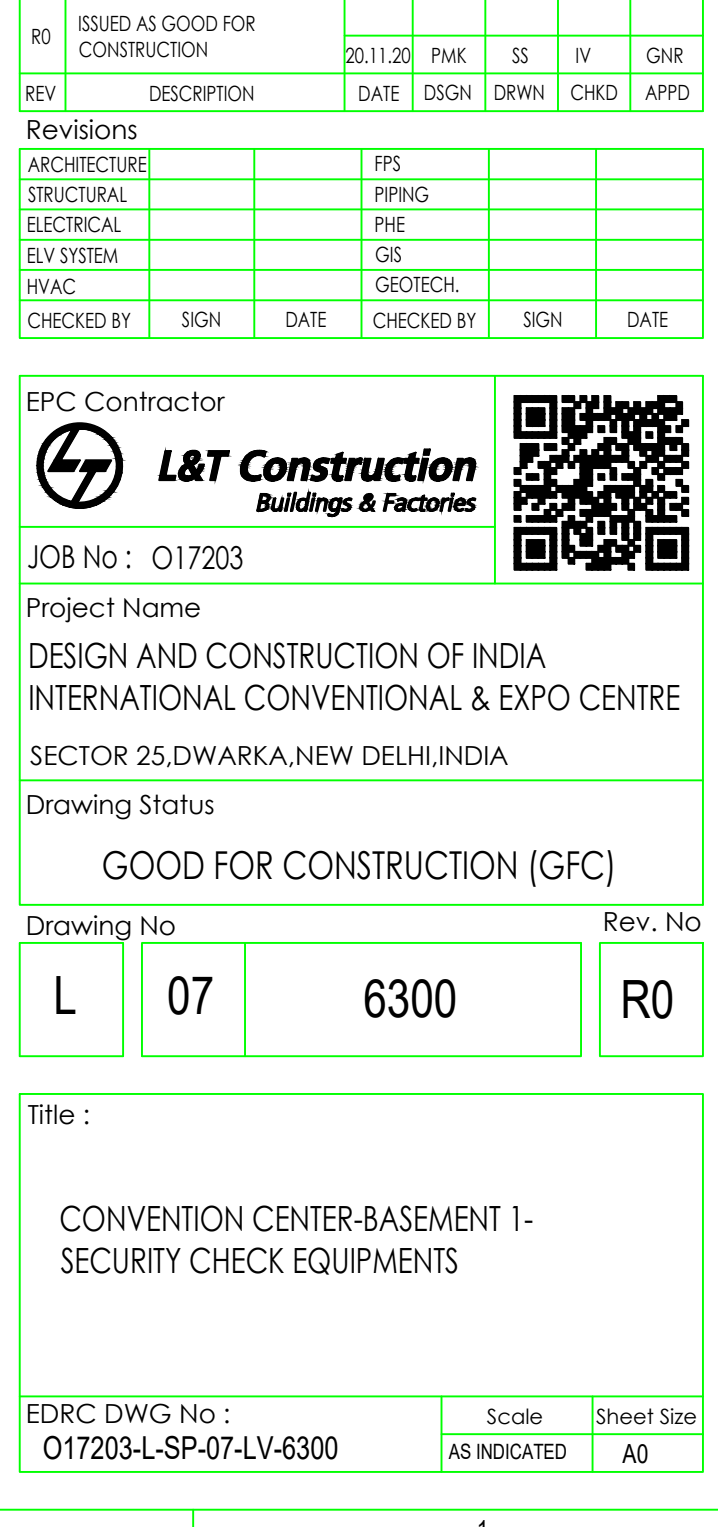 R0 ISSUED AS GOOD FOR
CONSTRUCTION 20.11.20 PMK SS IV GNR
REV DESCRIPTION DATE DSGN DRWN CHKD APPD
Revisions
ARCHITECTURE FPS
STRUCTURAL PIPING
ELECTRICAL PHE
ELV SYSTEM GIS
HVAC GEOTECH.
CHECKED BY SIGN DATE CHECKED BY SIGN DATE
EPC Contractor
LT L&T Construction
Buildings & Factories
JOB No : O17203
Project Name
DESIGN AND CONSTRUCTION OF INDIA
INTERNATIONAL CONVENTIONAL & EXPO CENTRE
SECTOR 25,DWARKA,NEW DELHI,INDIA
Drawing Status
GOOD FOR CONSTRUCTION (GFC)
Drawing No Rev. No
L 07 6300 R0
Title :
CONVENTION CENTER-BASEMENT 1-
SECURITY CHECK EQUIPMENTS
EDRC DWG No : Scale Sheet Size
O17203-L-SP-07-LV-6300 AS INDICATED A0